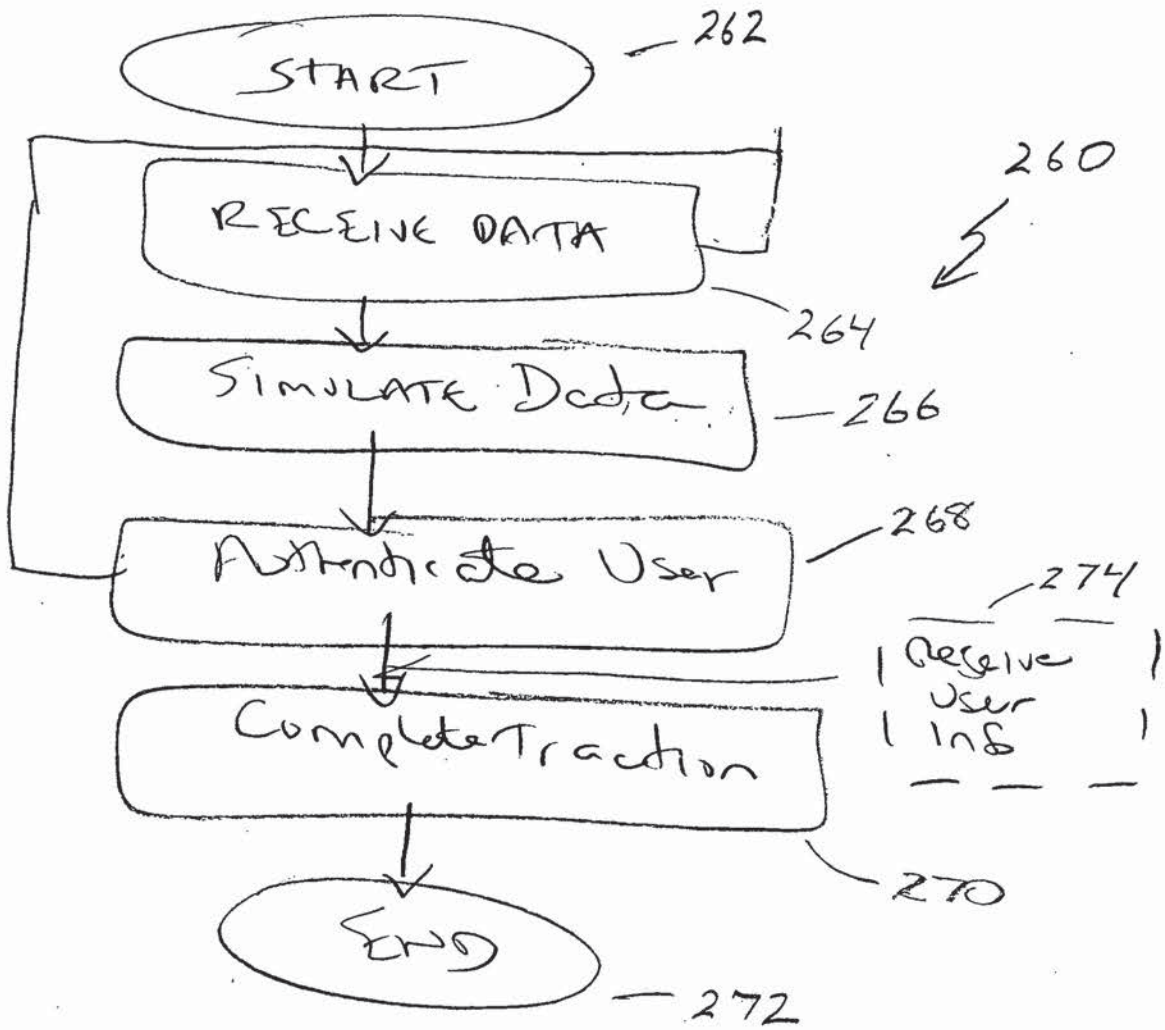 262
START
260
RECEIVE DATA
264
SIMULATE Data
266
268
Authenticate User
274
Receive
User
Info
Complete Traction
270
END
272